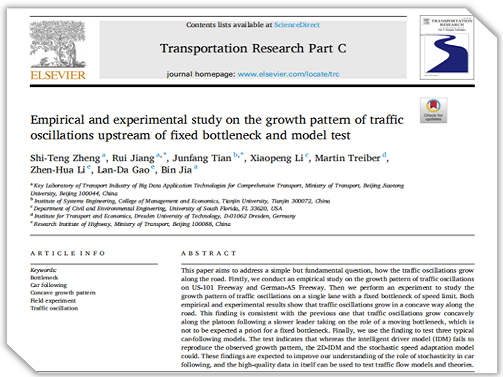 Contents lists available at ScienceDirect
Transportation Research Part C
ELSEVIER
journal homepage: www.elsevier.com/locate/trc
TRANSPORTATION
RESEARCH
Check for
updates
Empirical and experimental study on the growth pattern of traffic
oscillations upstream of fixed bottleneck and model test
Shi-Teng Zheng a, Rui Jiang a,*, Junfang Tian b,*, Xiaopeng Li c, Martin Treiber d,
Zhen-Hua Li e, Lan-Da Gao e, Bin Jia a
a Key Laboratory of Transport Industry of Big Data Application Technologies for Comprehensive Transport, Ministry of Transport, Beijing Jiaotong
University, Beijing 100044, China
b Institute of Systems Engineering, College of Management and Economics, Tianjin University, Tianjin 300072, China
c Department of Civil and Environmental Engineering, University of South Florida, FL 33620, USA
d Institute for Transport and Economics, Dresden University of Technology, D-01062 Dresden, Germany
e Research Institute of Highway, Ministry of Transport, Beijing 100088, China
ARTICLE INFO
Keywords:
Bottleneck
Car following
Concave growth pattern
Field experiment
Traffic oscillation
ABSTRACT
This paper aims to address a simple but fundamental question, how the traffic oscillations grow
along the road. Firstly, we conduct an empirical study on the growth pattern of traffic oscillations
on US-101 Freeway and German-A5 Freeway. Then we perform an experiment to study the
growth pattern of traffic oscillations on a single lane with a fixed bottleneck of speed limit. Both
empirical and experimental results show that traffic oscillations grow in a concave way along the
road. This finding is consistent with the previous one that traffic oscillations grow concavely
along the platoon following a slower leader taking on the role of a moving bottleneck, which is
not to be expected a priori for a fixed bottleneck. Finally, we use the finding to test three typical
car-following models. The test indicates that whereas the intelligent driver model (IDM) fails to
reproduce the observed growth pattern, the 2D-IDM and the stochastic speed adaptation model
could. These findings are expected to improve our understanding of the role of stochasticity in car
following, and the high-quality data in itself can be used to test traffic flow models and theories.